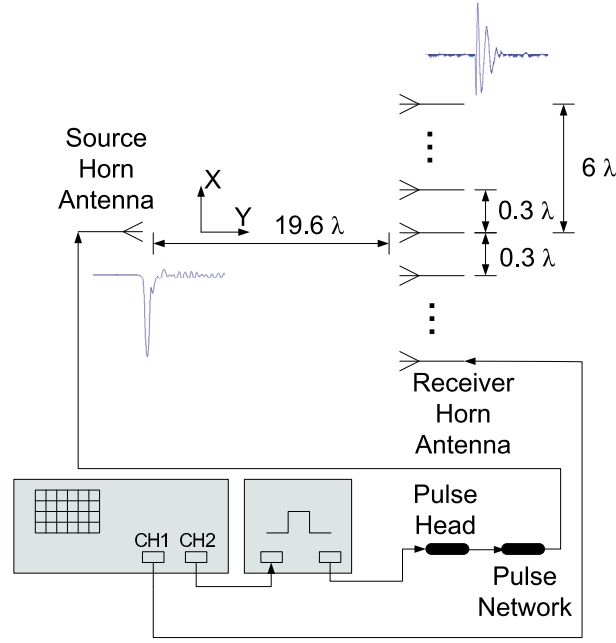 Source
Horn
Antenna
X
Y
19.6 λ
6 λ
0.3 λ
0.3 λ
Receiver
Horn
Antenna
CH1 CH2
Pulse
Head
Pulse
Network